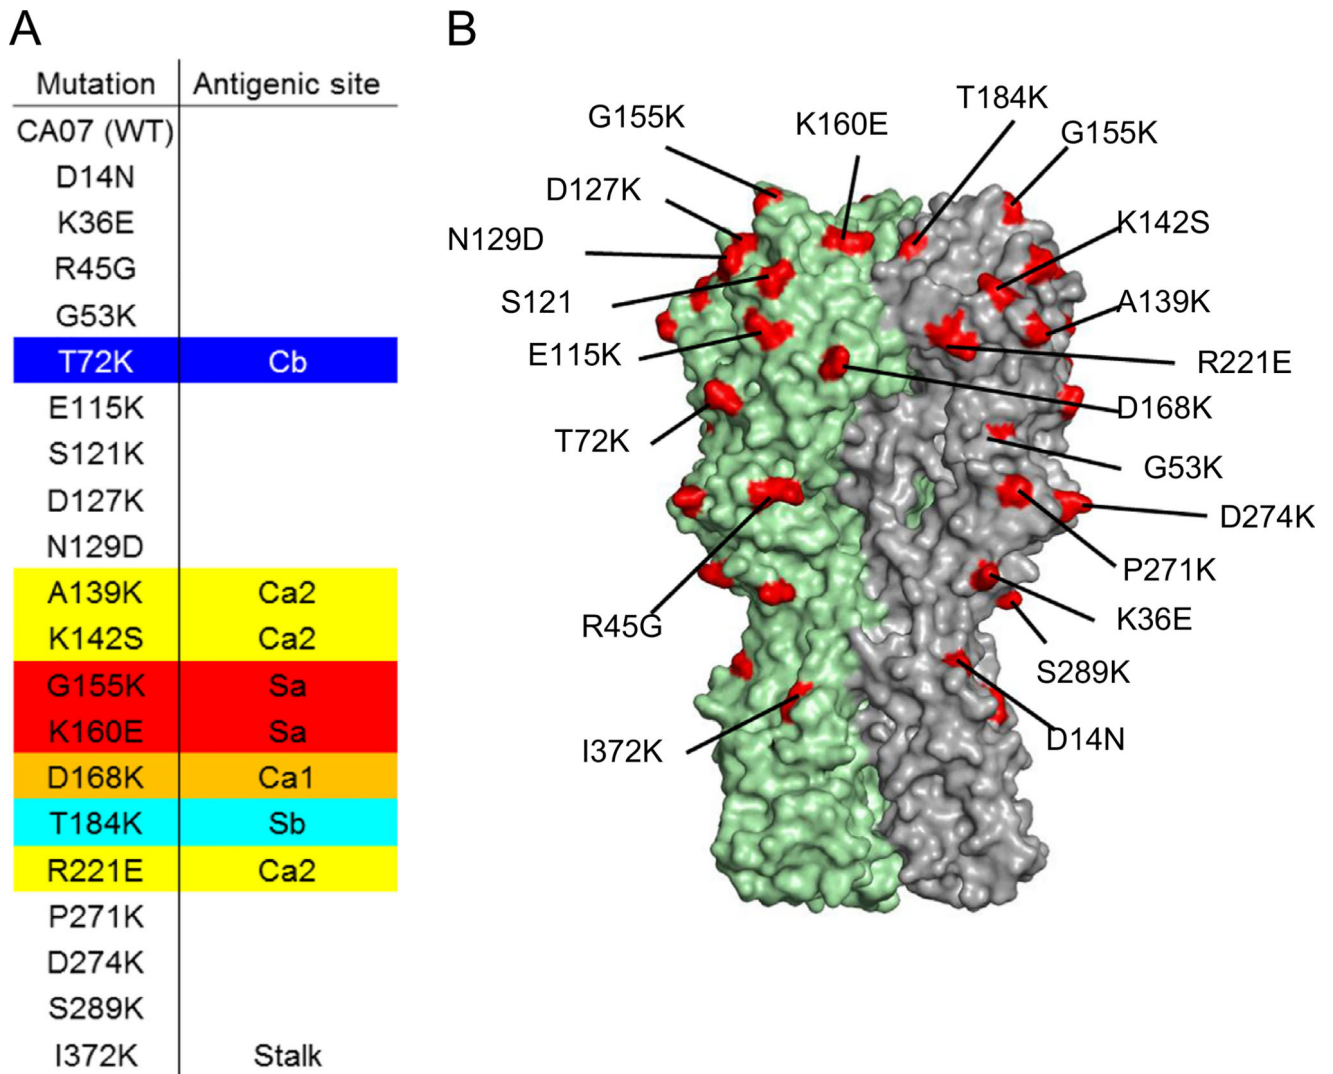 A
Mutation Antigenic site
CA07 (WT)
D14N
K36E
R45G
G53K
T72K Cb
E115K
S121K
D127K
N129D
A139K Ca2
K142S Ca2
G155K Sa
K160E Sa
D168K Ca1
T184K Sb
R221E Ca2
P271K
D274K
S289K
I372K Stalk
B
G155K
K160E
T184K
G155K
D127K
N129D
K142S
S121
A139K
E115K
R221E
D168K
T72K
G53K
D274K
P271K
R45G
K36E
S289K
I372K
D14N